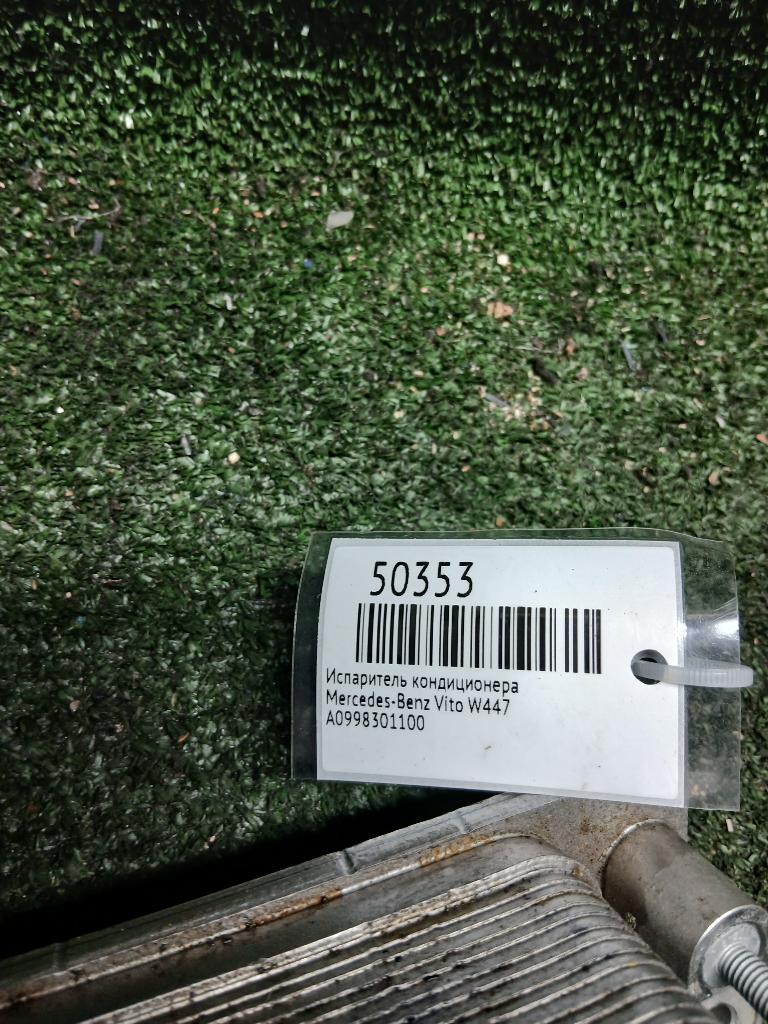 50353
Испаритель кондиционера
Mercedes-Benz Vito W447
A0998301100